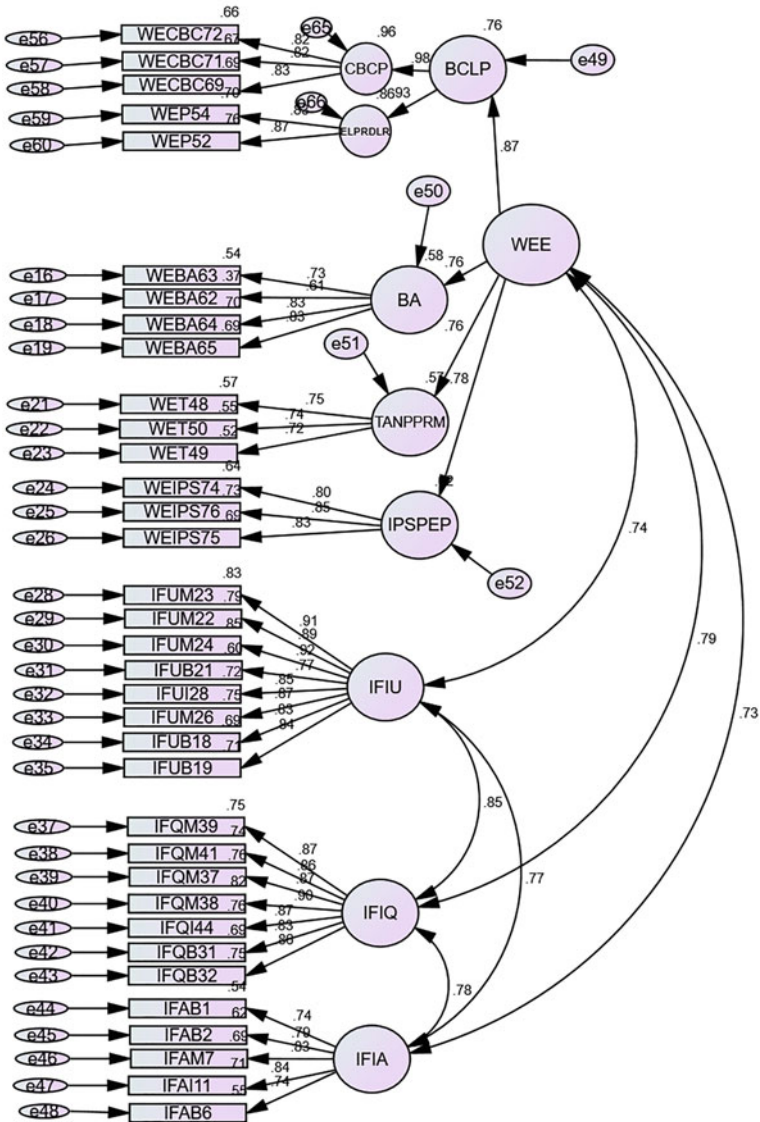 .66
e56 WECBC72 .67 .82 e65 .96 .76
e57 WECBC71 .69 .82 CBCP .98 BCLP e49
e58 WECBC69 .83
.70 e66 .86 .93
e59 WEP54 .76
e60 WEP52 .87 ELPRDLR
.87
e50
WEE
.54 .58 .76
e16 WEBA63 .37 .73
e17 WEBA62 .70 .61 BA
e18 WEBA64 .69 .83
e19 WEBA65 .83
.76
e51
.57 .57 .78
e21 WET48 .55 .75
e22 WET50 .52 .74 TANPPRM
e23 WET49 .72
.64
e24 WEIPS74 .73 .80
e25 WEIPS76 .69 .85 IPSPEP
e26 WEIPS75 .83
.74
e52
.83
e28 IFUM23 .79 .91
e29 IFUM22 .85 .89
e30 IFUM24 .60 .92
e31 IFUB21 .72 .77
e32 IFUI28 .75 .85 IFIU
e33 IFUM26 .69 .87
e34 IFUB18 .71 .83
e35 IFUB19 .84
.79
.73
.75 .85
e37 IFQM39 .74 .87
e38 IFQM41 .76 .86
e39 IFQM37 .82 .87 .77
e40 IFQM38 .76 .90 IFIQ
e41 IFQI44 .69 .87
e42 IFQB31 .75 .83
e43 IFQB32
.54 .78
e44 IFAB1 .62 .74
e45 IFAB2 .69 .79
e46 IFAM7 .71 .83 IFIA
e47 IFAI11 .55 .84
e48 IFAB6 .74